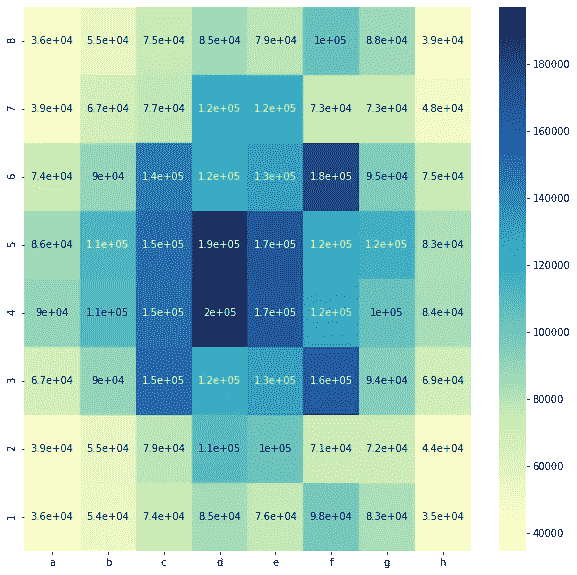 8 3.6e+04 5.5e+04 7.5e+04 8.5e+04 7.9e+04 1e+05 8.8e+04 3.9e+04
7 3.9e+04 6.7e+04 7.7e+04 1.2e+05 1.2e+05 7.3e+04 7.3e+04 4.8e+04
6 7.4e+04 9e+04 1.4e+05 1.2e+05 1.3e+05 1.8e+05 9.5e+04 7.5e+04
5 8.6e+04 1.1e+05 1.5e+05 1.9e+05 1.7e+05 1.2e+05 1.2e+05 8.3e+04
4 9e+04 1.1e+05 1.5e+05 2e+05 1.7e+05 1.2e+05 1e+05 8.4e+04
3 6.7e+04 9e+04 1.5e+05 1.2e+05 1.3e+05 1.6e+05 9.4e+04 6.9e+04
2 3.9e+04 5.5e+04 7.9e+04 1.1e+05 1e+05 7.1e+04 7.2e+04 4.4e+04
1 3.6e+04 5.4e+04 7.4e+04 8.5e+04 7.6e+04 9.8e+04 8.3e+04 3.5e+04
a b c d e f g h
180000
160000
140000
120000
100000
80000
60000
40000